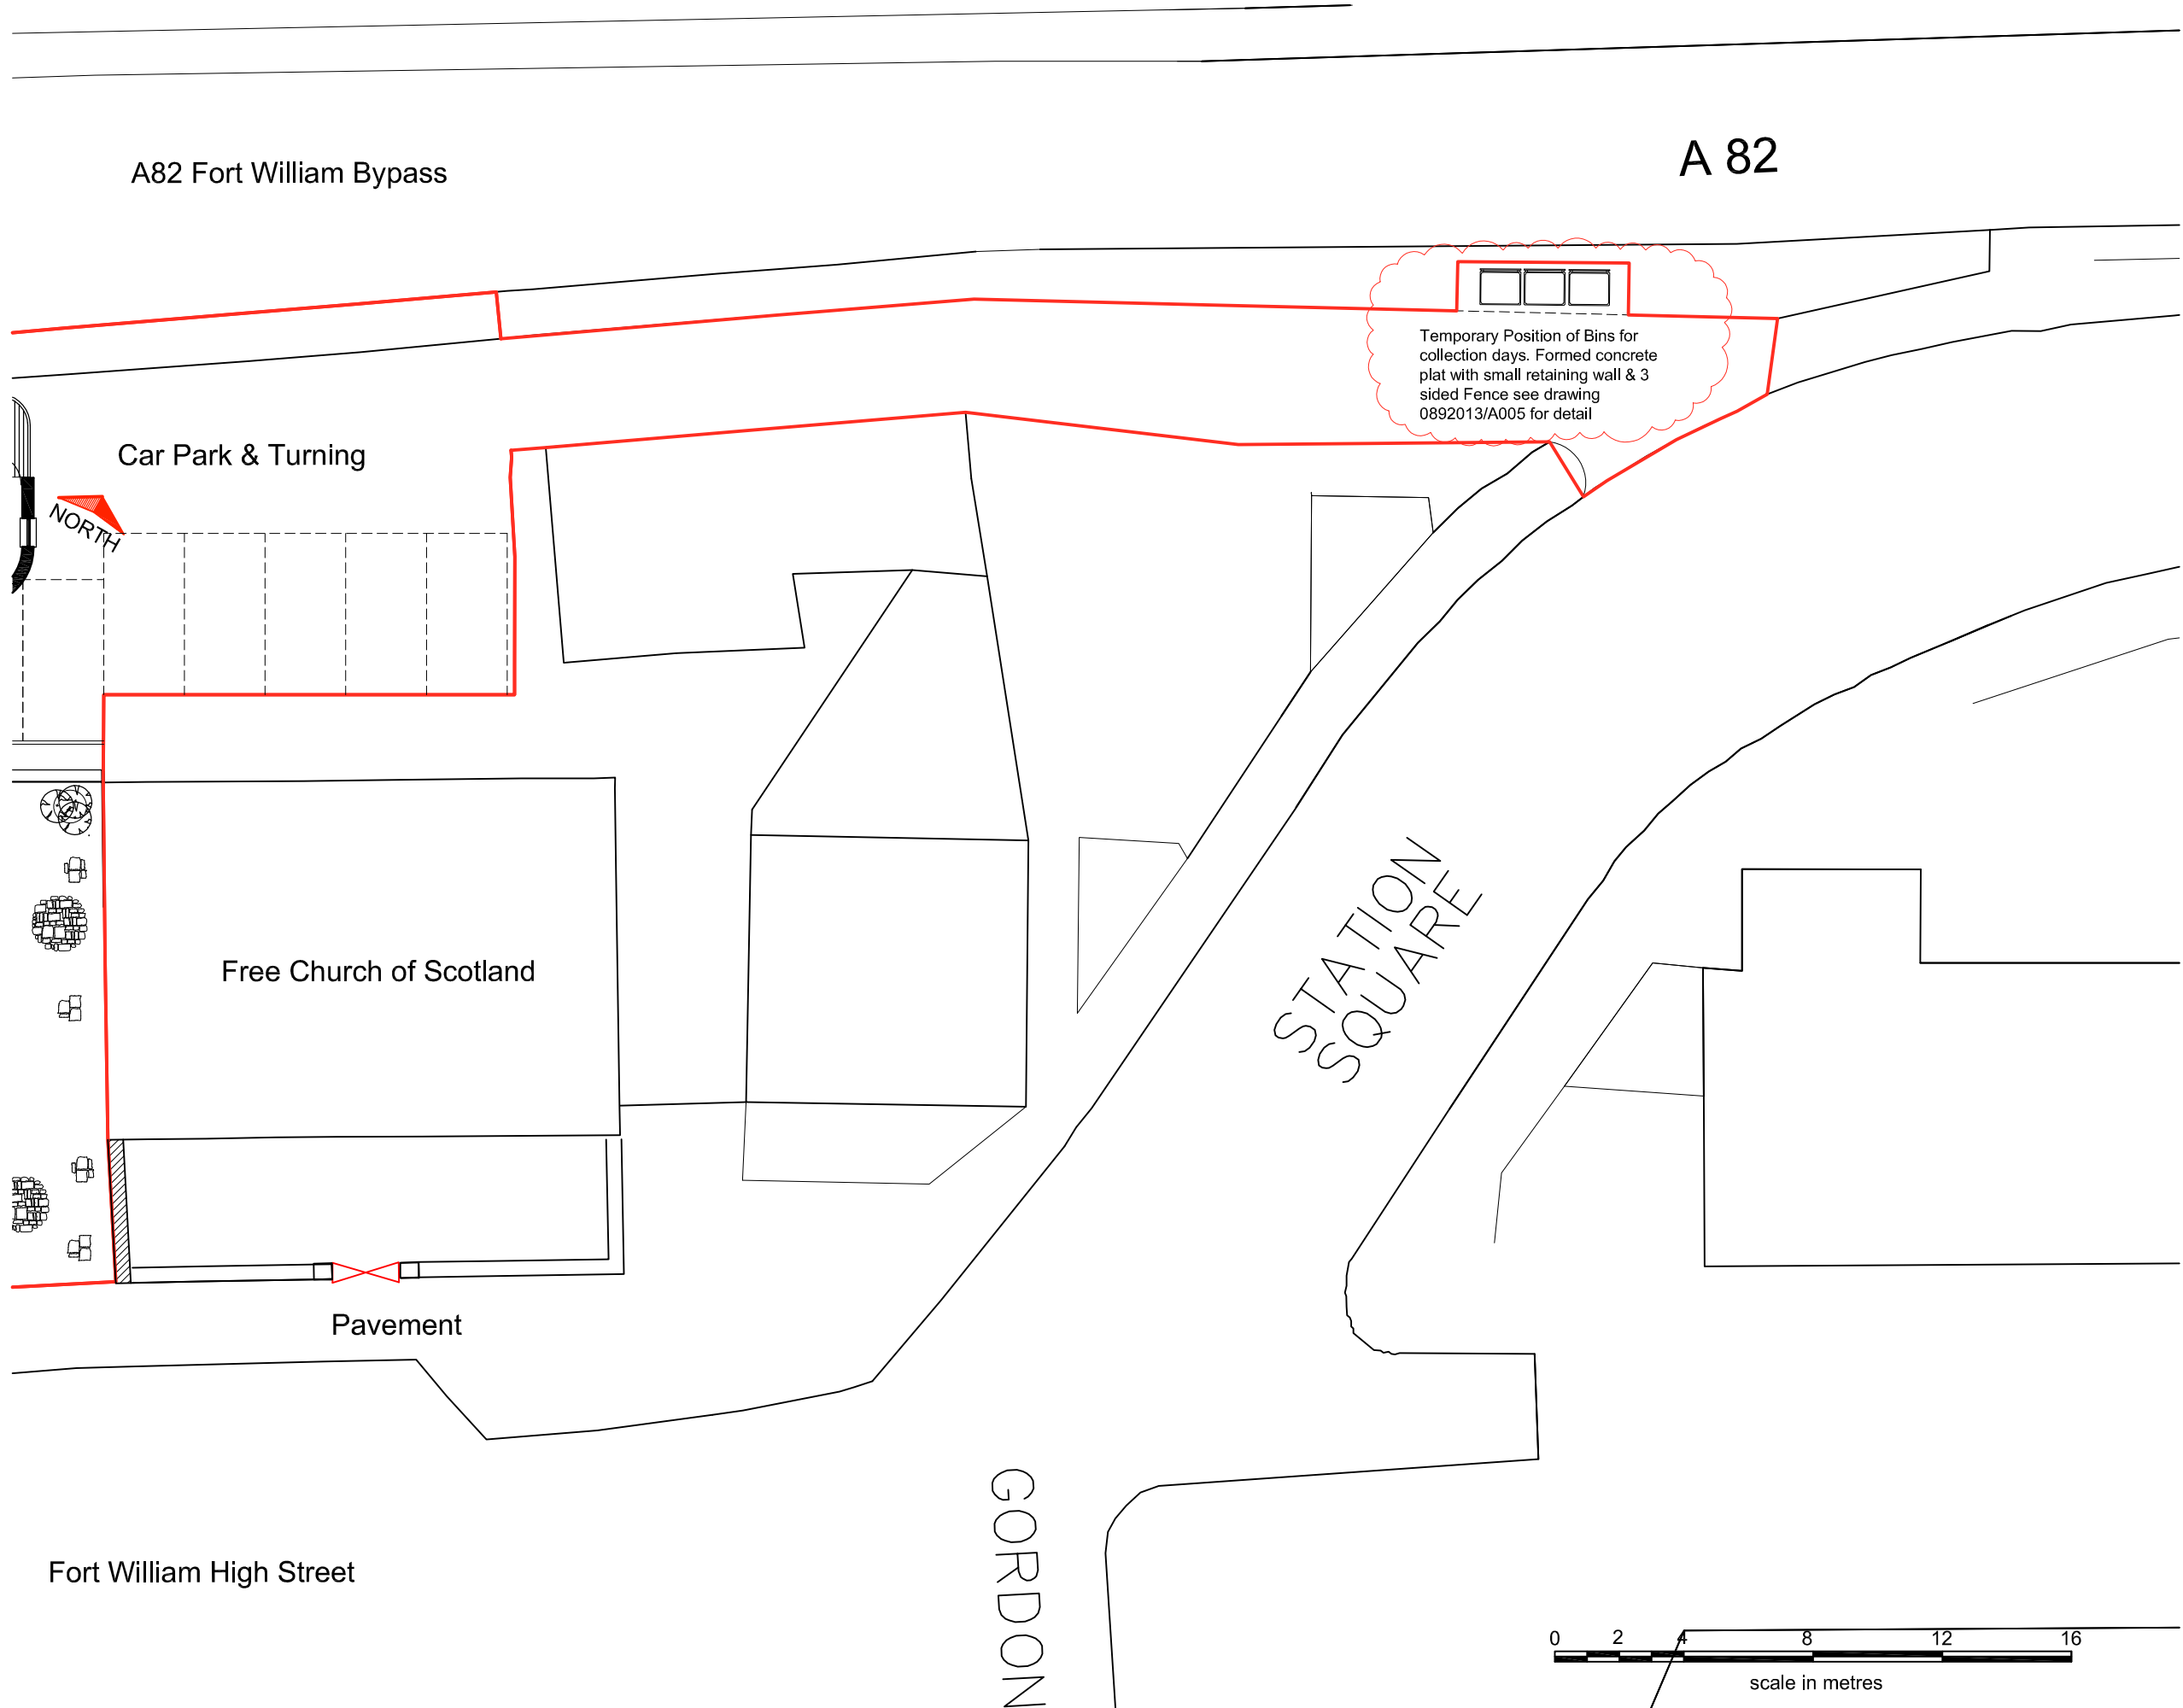 A82 Fort William Bypass
A 82
Temporary Position of Bins for
collection days. Formed concrete
plat with small retaining wall & 3
sided Fence see drawing
0892013/A005 for detail
Car Park & Turning
NORTH
Free Church of Scotland
STATION
SQUARE
Pavement
Fort William High Street
GORDON
0 2 4 8 12 16
scale in metres